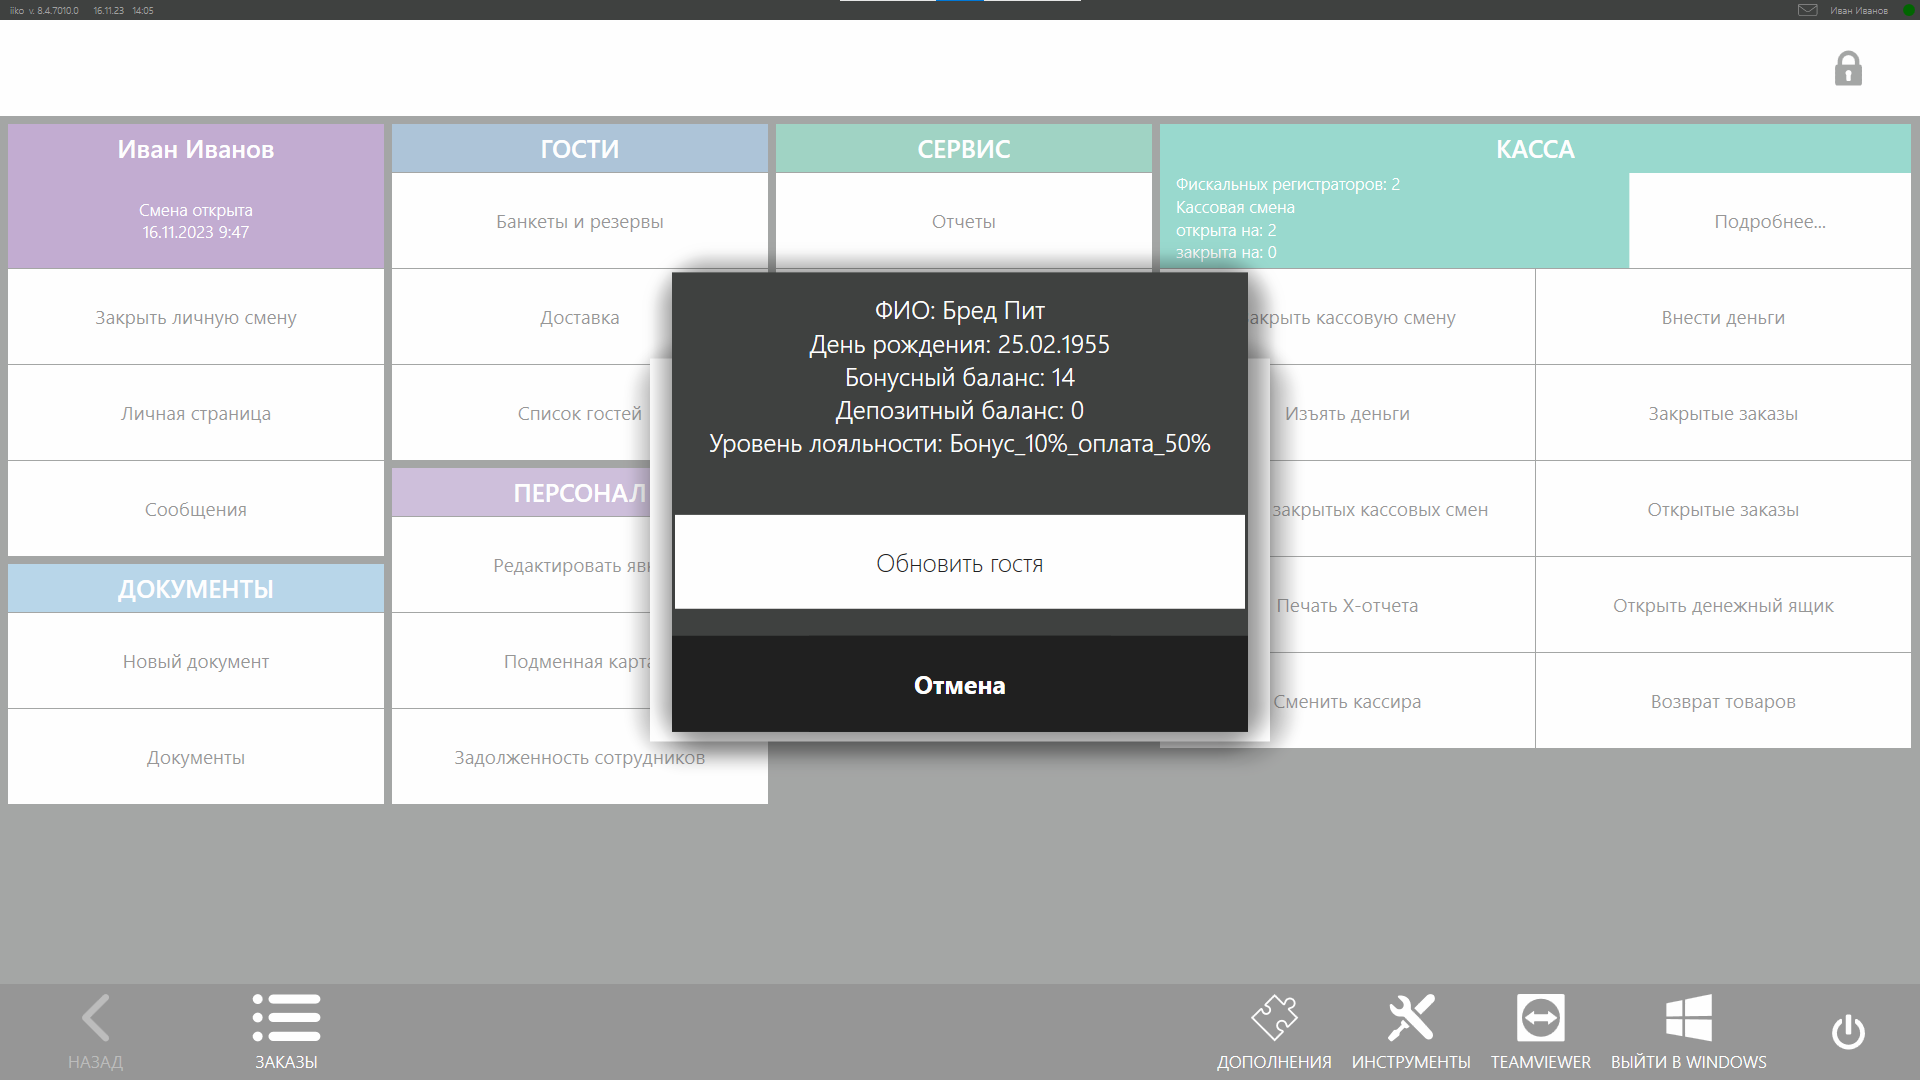 iiko v. 8.4.7010.0 16.11.23 14:05
Иван Иванов
Иван Иванов
Смена открыта
16.11.2023 9:47
Закрыть личную смену
Личная страница
Сообщения
ДОКУМЕНТЫ
Новый документ
Документы
ГОСТИ
Банкеты и резервы
Доставка
Список гостей
ПЕРСОНАЛ
Редактировать
Подменная карта
Задолженность сотрудников
СЕРВИС
Отчеты
КАССА
Фискальных регистраторов: 2
Кассовая смена
открыта на: 2
закрыта на: 0
Подробнее...
кассовую смену
Внести деньги
Изъять деньги
Закрытые заказы
закрытых кассовых смен
Открытые заказы
Печать X-отчета
Открыть денежный ящик
Сменить кассира
Возврат товаров
ФИО: Бред Пит
День рождения: 25.02.1955
Бонусный баланс: 14
Депозитный баланс: 0
Уровень лояльности: Бонус_10%_оплата_50%
Обновить гостя
Отмена
НАЗАД
ЗАКАЗЫ
ДОПОЛНЕНИЯ
ИНСТРУМЕНТЫ
TEAMVIEWER
ВЫЙТИ В WINDOWS